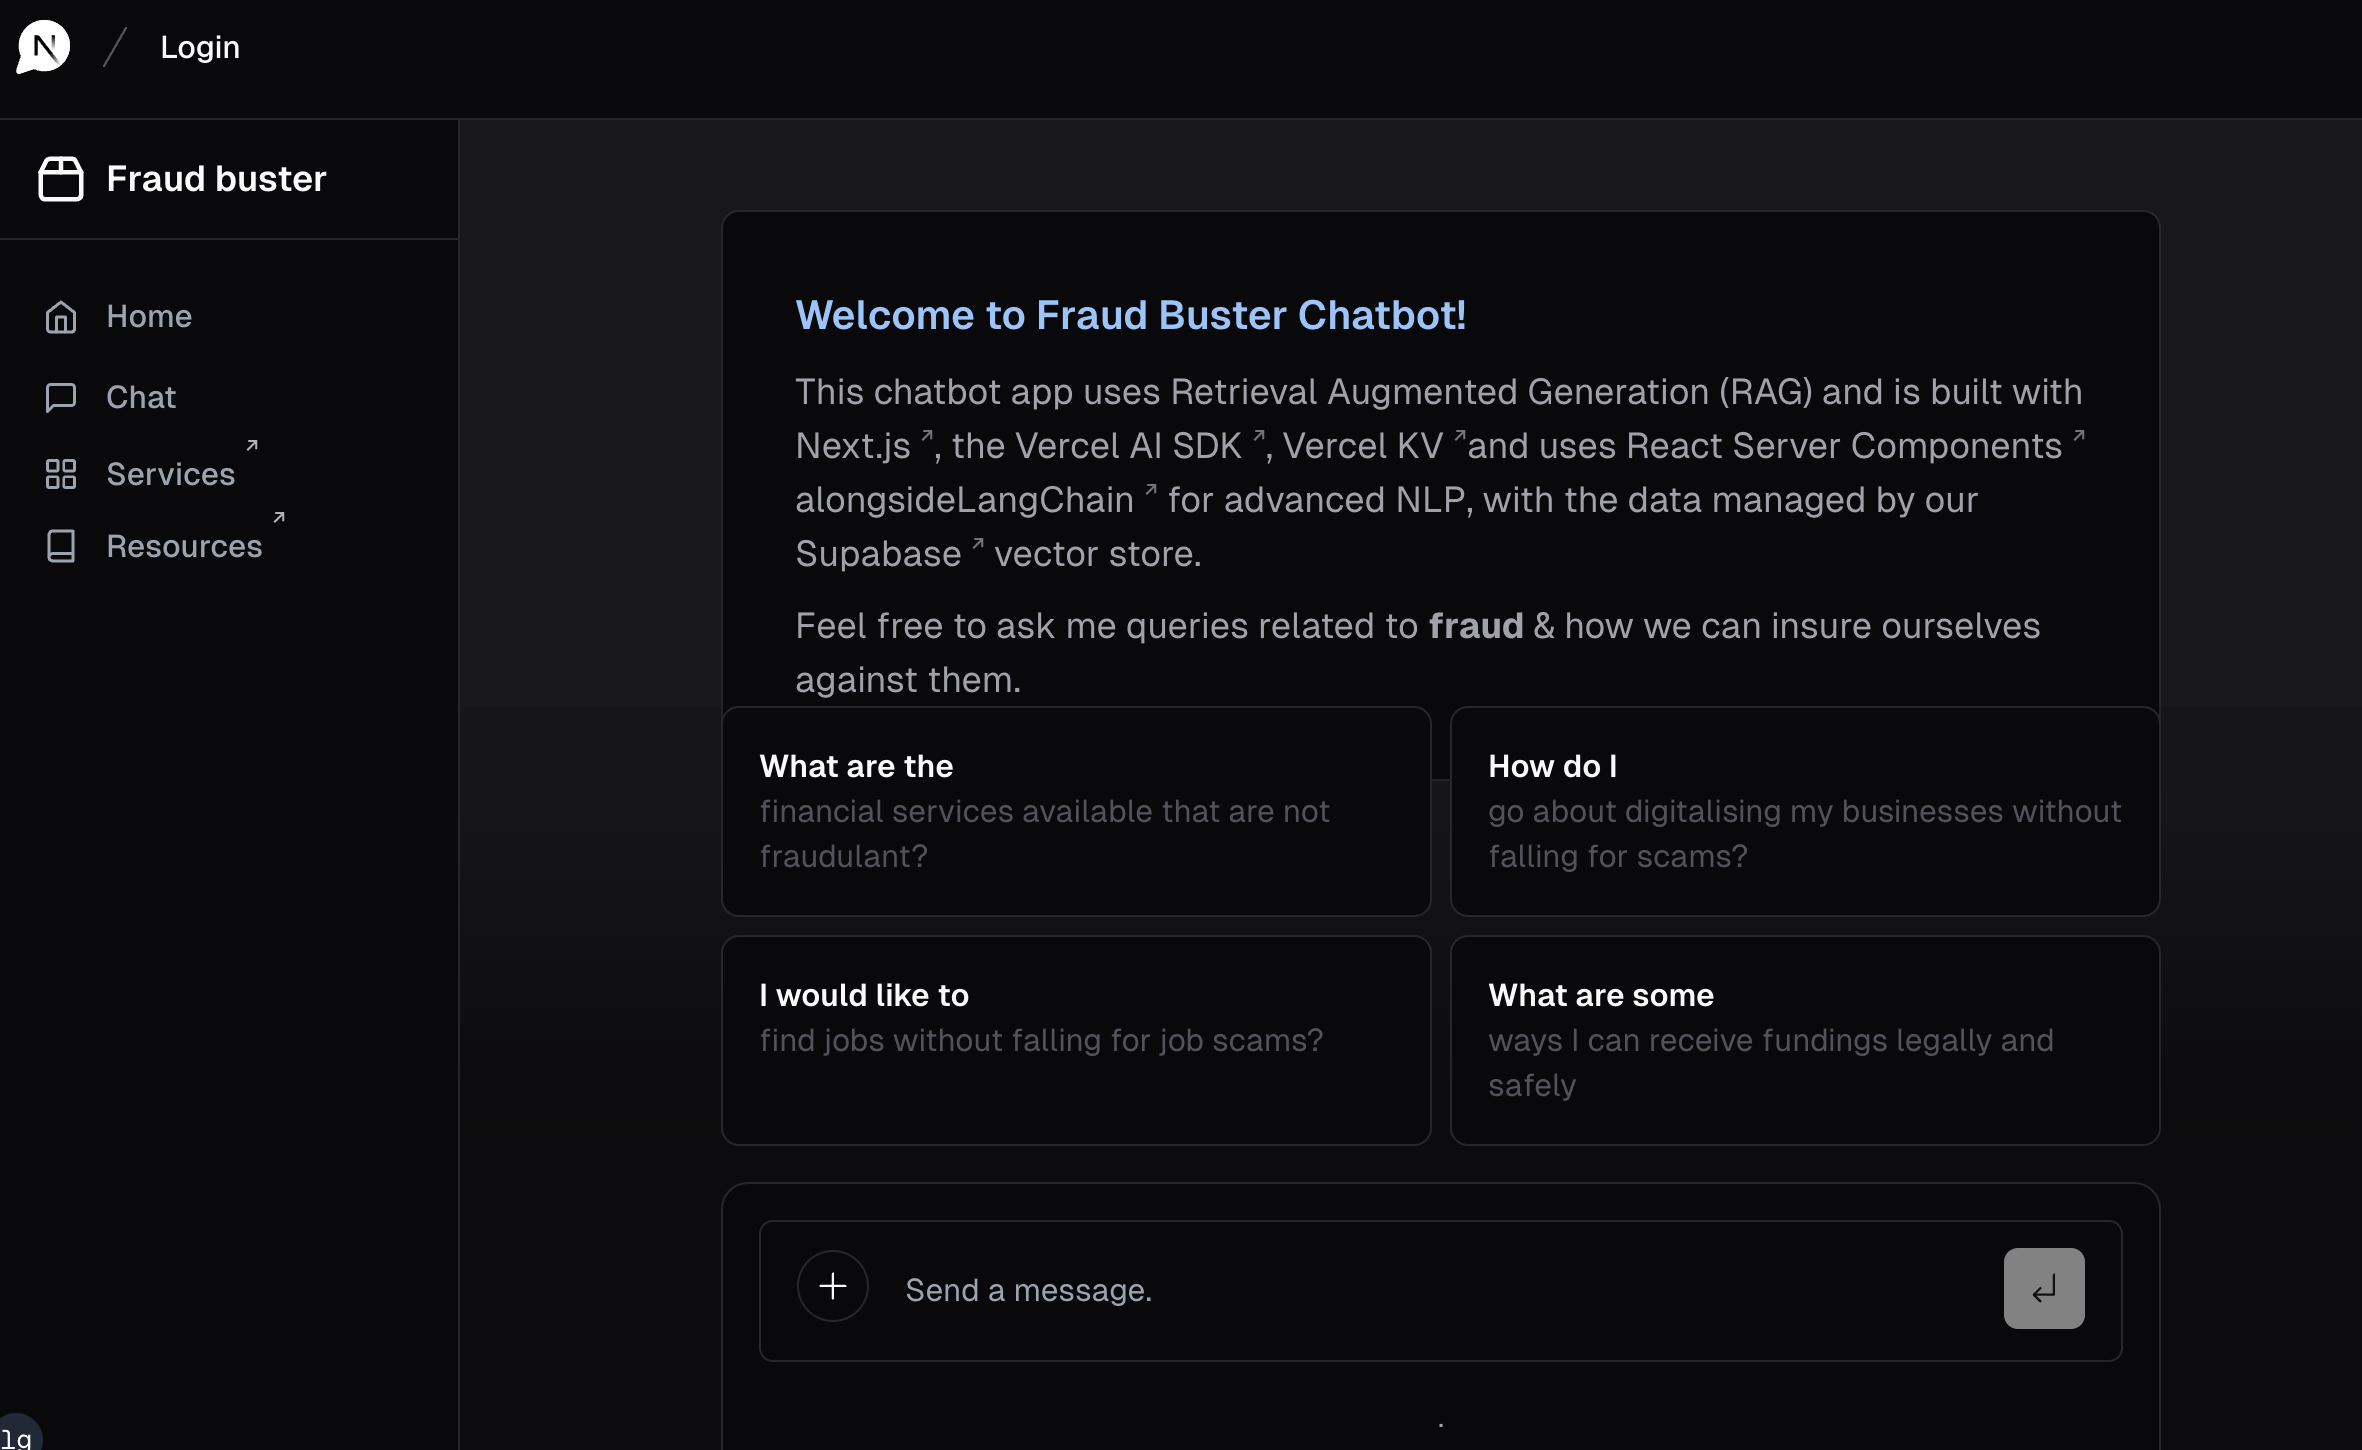 N
Login
Fraud buster
Home
Chat
Services
Resources
Welcome to Fraud Buster Chatbot!
This chatbot app uses Retrieval Augmented Generation (RAG) and is built with
Next.js ↗, the Vercel AI SDK ↗, Vercel KV ↗and uses React Server Components ↗
alongsideLangChain ↗ for advanced NLP, with the data managed by our
Supabase ↗ vector store.
Feel free to ask me queries related to fraud & how we can insure ourselves
against them.
What are the
financial services available that are not
fraudulant?
How do I
go about digitalising my businesses without
falling for scams?
I would like to
find jobs without falling for job scams?
What are some
ways I can receive fundings legally and
safely
Send a message.
.
lg